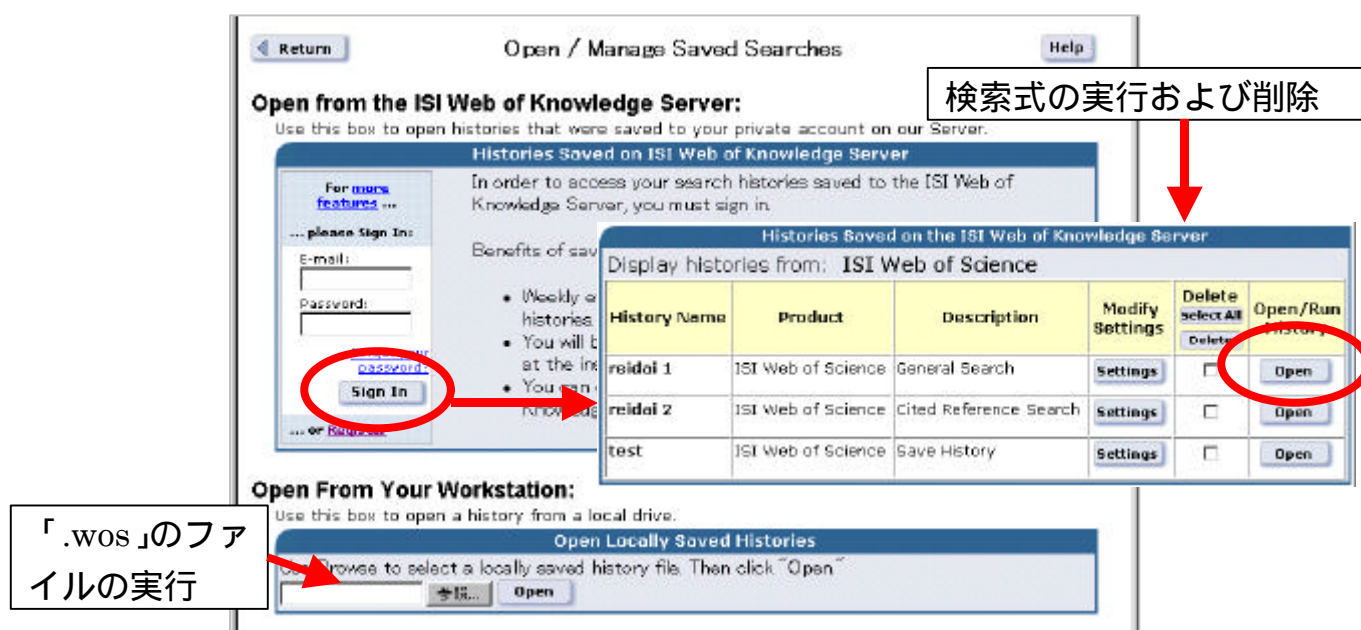 Return
Open / Manage Saved Searches
Help
検索式の実行および削除
Open from the ISI Web of Knowledge Server:
Use this box to open histories that were saved to your private account on our Server.
Histories Saved on ISI Web of Knowledge Server
For more
features ...
... please Sign In:
E-mail:
Password:
password?
Sign In
... or Register
In order to access your search histories saved to the ISI Web of
Knowledge Server, you must sign in.
Benefits of sav
Weekly e
histories
You will b
at the in
You can
Knowledg
Histories Saved on the ISI Web of Knowledge Server
Display histories from: ISI Web of Science
History Name Product Description Modify Settings Delete Select All Delete Open/Run History
reidai 1 ISI Web of Science General Search Settings Open
reidai 2 ISI Web of Science Cited Reference Search Settings Open
test ISI Web of Science Save History Settings Open
Open From Your Workstation:
Use this box to open a history from a local drive.
「.wos」のファ
イルの実行
Open Locally Saved Histories
Browse to select a locally saved history file. Then click "Open"
参照... Open